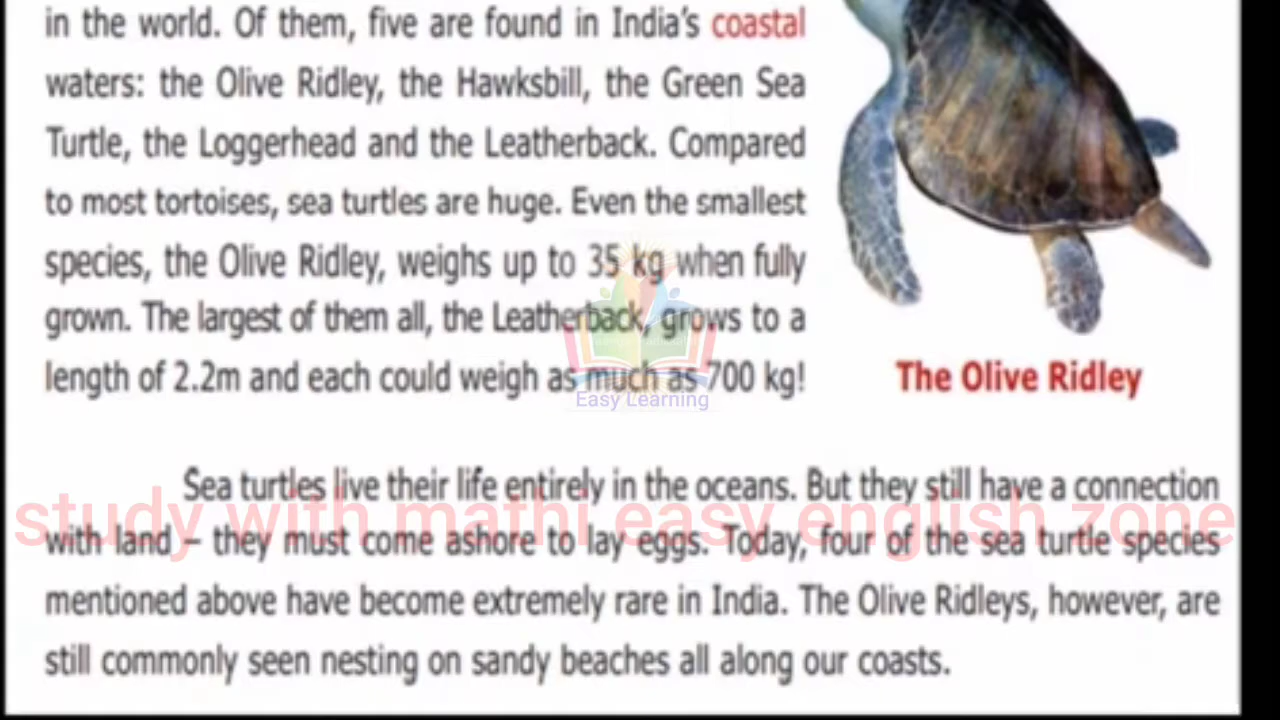 in the world. Of them, five are found in India's coastal
waters: the Olive Ridley, the Hawksbill, the Green Sea
Turtle, the Loggerhead and the Leatherback. Compared
to most tortoises, sea turtles are huge. Even the smallest
species, the Olive Ridley, weighs up to 35 kg when fully
grown. The largest of them all, the Leatherback, grows to a
length of 2.2m and each could weigh as much as 700 kg!
Easy Learning
The Olive Ridley
Sea turtles live their life entirely in the oceans. But they still have a connection
study with mathi easy english zone
with land – they must come ashore to lay eggs. Today, four of the sea turtle species
mentioned above have become extremely rare in India. The Olive Ridleys, however, are
still commonly seen nesting on sandy beaches all along our coasts.